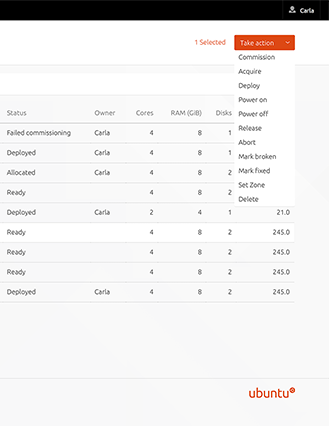 Carla
1 Selected Take action
Commission
Acquire
Deploy
Power on
Power off
Release
Abort
Mark broken
Mark fixed
Set Zone
Delete
Status Owner Cores RAM (GiB) Disks
Failed commissioning Carla 4 8 1
Deployed Carla 4 8 1
Allocated Carla 4 8 2
Ready 4 8 2
Deployed Carla 2 4 1 21.0
Ready 4 8 2 245.0
Ready 4 8 2 245.0
Ready 4 8 2 245.0
Deployed Carla 4 8 2 245.0
ubuntu